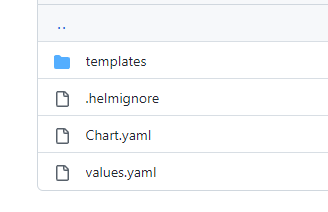 ..
templates
.helmignore
Chart.yaml
values.yaml